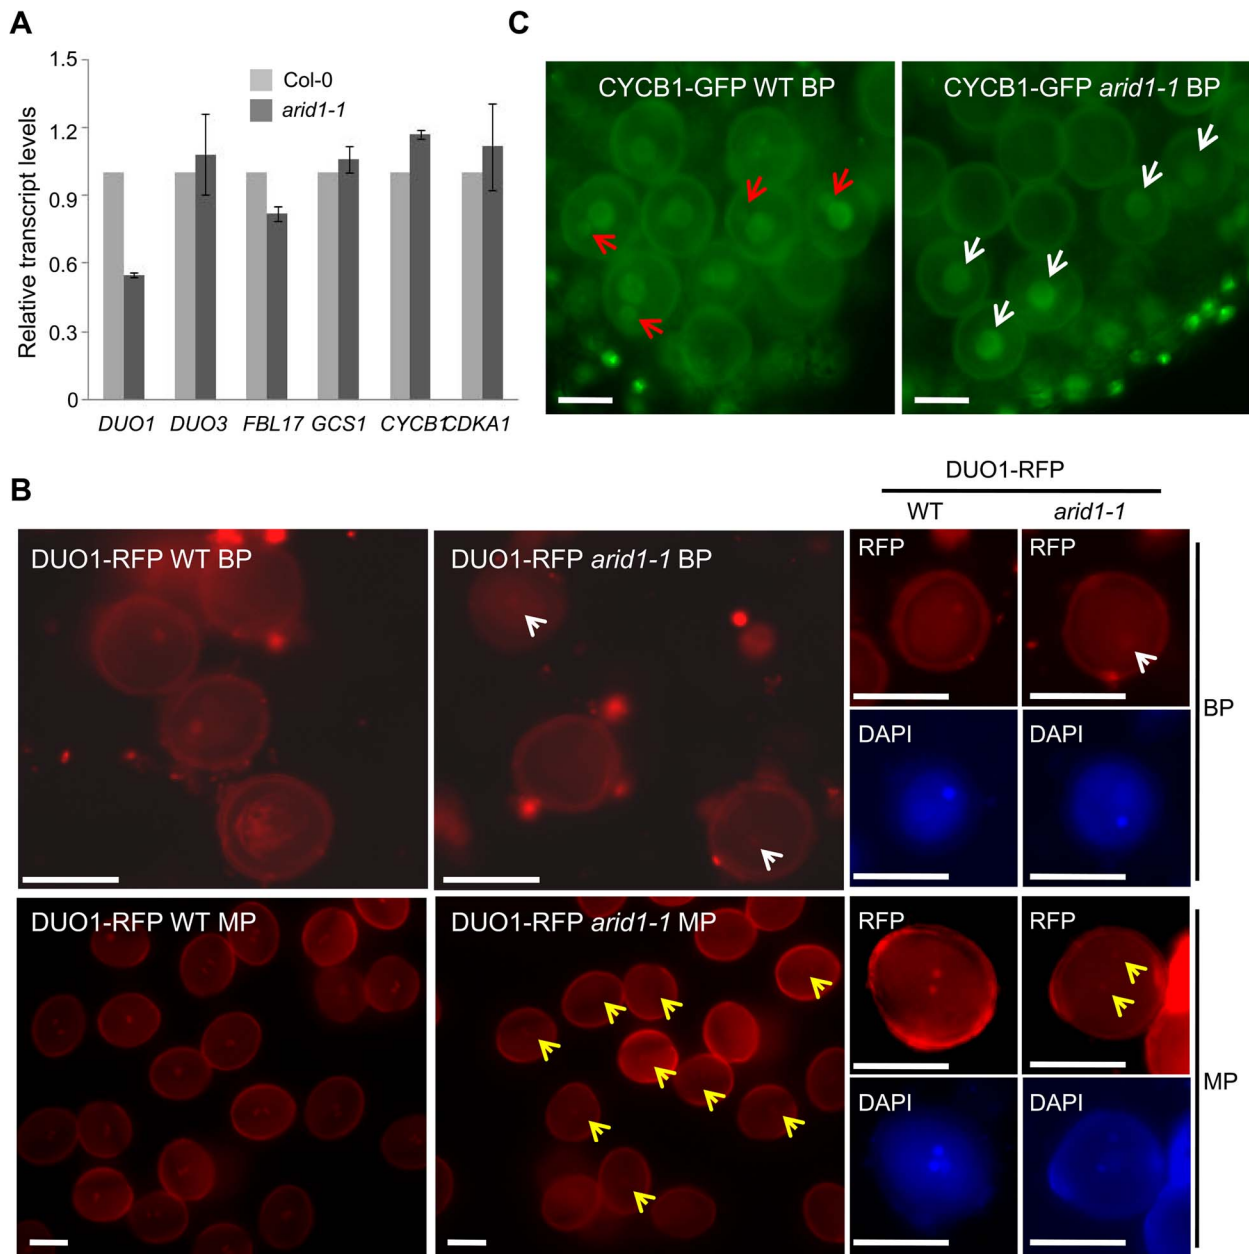 A
1.5
1.2
0.9
0.6
0.3
0
Relative transcript levels
Col-0
arid1-1
DUO1 DUO3 FBL17 GCS1 CYCB1 CDKA1
C
CYCB1-GFP WT BP
CYCB1-GFP arid1-1 BP
B
DUO1-RFP WT BP
DUO1-RFP arid1-1 BP
DUO1-RFP WT MP
DUO1-RFP arid1-1 MP
DUO1-RFP
WT arid1-1
RFP RFP
DAPI DAPI
BP
RFP RFP
DAPI DAPI
MP